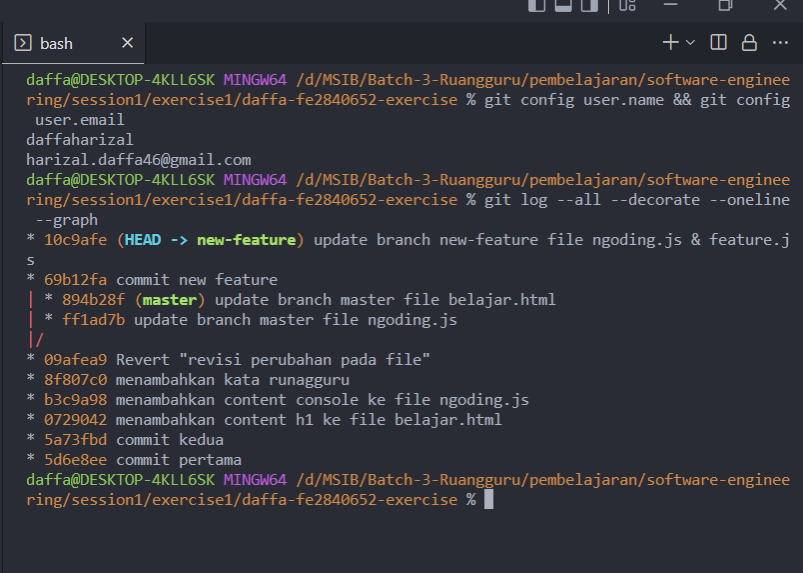 bash
daffa@DESKTOP-4KLL6SK MINGW64 /d/MSIB/Batch-3-Ruangguru/pembelajaran/software-enginee
ring/session1/exercise1/daffa-fe2840652-exercise % git config user.name && git config
 user.email
daffaharizal
harizal.daffa46@gmail.com
daffa@DESKTOP-4KLL6SK MINGW64 /d/MSIB/Batch-3-Ruangguru/pembelajaran/software-enginee
ring/session1/exercise1/daffa-fe2840652-exercise % git log --all --decorate --oneline
 --graph
* 10c9afe (HEAD -> new-feature) update branch new-feature file ngoding.js & feature.j
s
* 69b12fa commit new feature
| * 894b28f (master) update branch master file belajar.html
| * ff1ad7b update branch master file ngoding.js
|/
* 09afea9 Revert "revisi perubahan pada file"
* 8f807c0 menambahkan kata runagguru
* b3c9a98 menambahkan content console ke file ngoding.js
* 0729042 menambahkan content h1 ke file belajar.html
* 5a73fbd commit kedua
* 5d6e8ee commit pertama
daffa@DESKTOP-4KLL6SK MINGW64 /d/MSIB/Batch-3-Ruangguru/pembelajaran/software-enginee
ring/session1/exercise1/daffa-fe2840652-exercise %